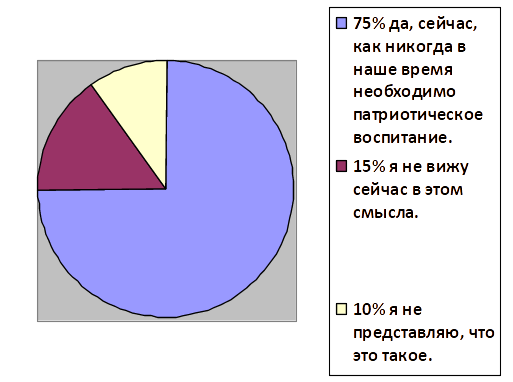 75% да, сейчас,
как никогда в
наше время
необходимо
патриотическое
воспитание.
15% я не вижу
сейчас в этом
смысла.
10% я не
представляю, что
это такое.